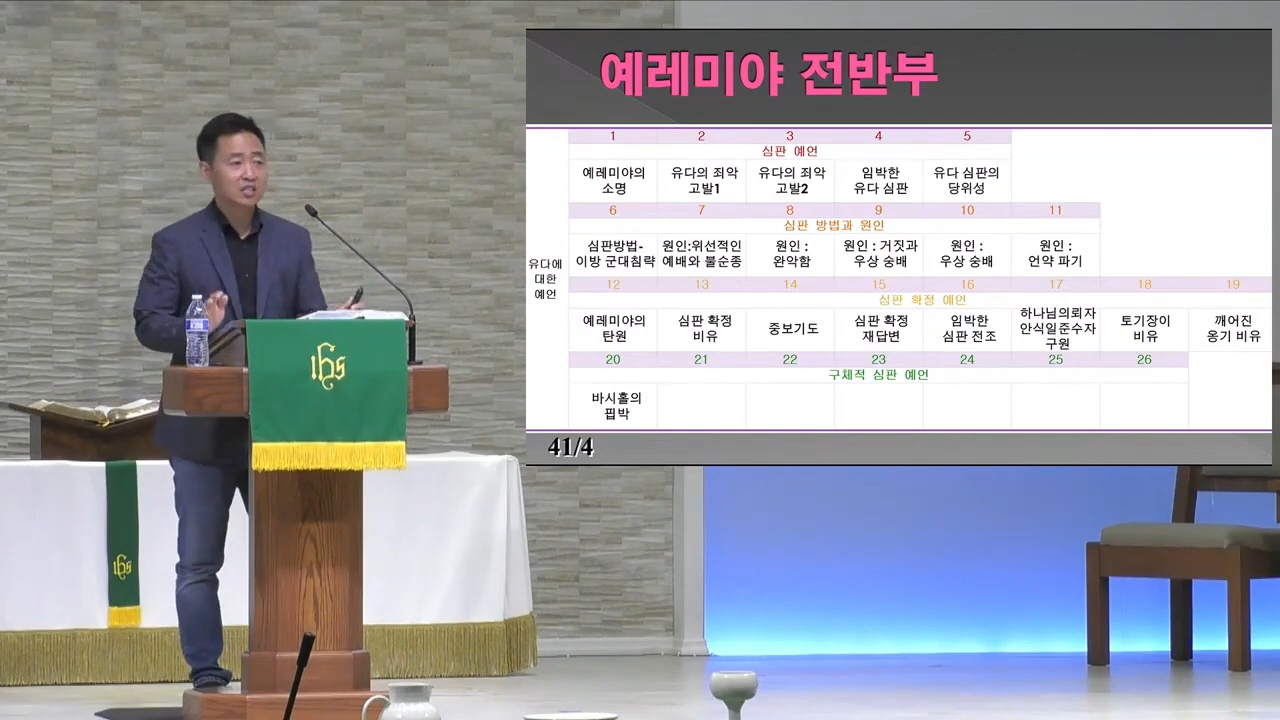 예레미야 전반부
1 2 3 4 5
심판 예언
예레미야의 유다의 죄악 유다의 죄악 임박한 유다 심판의
소명 고발1 고발2 유다 심판 당위성
6 7 8 9 10 11
심판 방법과 원인
심판방법- 원인:위선적인 원인 : 원인 : 거짓과 원인 : 원인 :
이방 군대침략 예배와 불순종 완악함 우상 숭배 우상 숭배 언약 파기
유다에
대한
예언
12 13 14 15 16 17 18 19
심판 확정 예언
예레미야의 심판 확정 중보기도 심판 확정 임박한 하나님의뢰자 토기장이 깨어진
탄원 비유 재답변 심판 전조 안식일준수자 비유 옹기 비유
구원
20 21 22 23 24 25 26
구체적 심판 예언
바시훌의
핍박
41/4
ihs
ihs